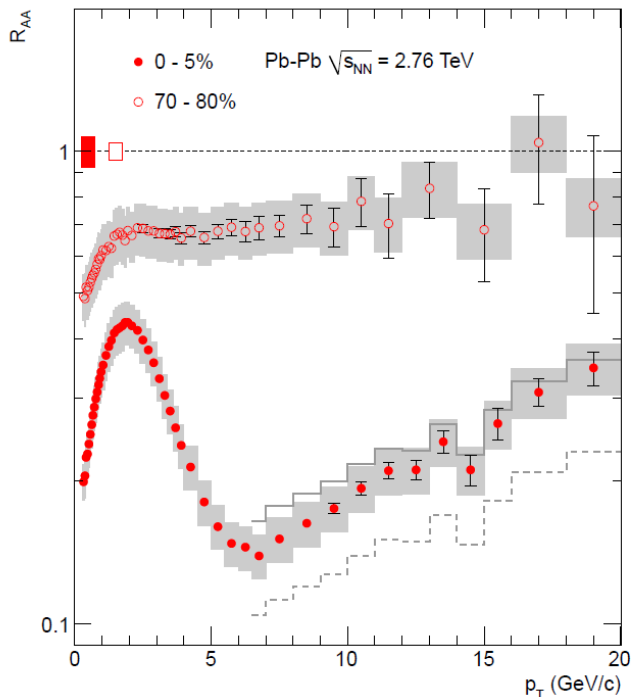 R_AA
0 - 5%
Pb-Pb √s_NN = 2.76 TeV
70 - 80%
1
0.1
0
5
10
15
20
p_T (GeV/c)